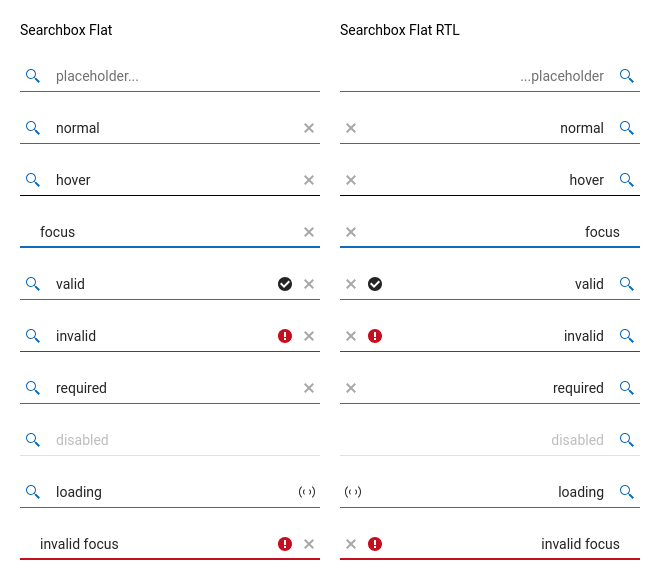 Searchbox Flat
placeholder...
normal
hover
focus
valid
invalid
required
disabled
loading
invalid focus
Searchbox Flat RTL
...placeholder
normal
hover
focus
valid
invalid
required
disabled
loading
invalid focus